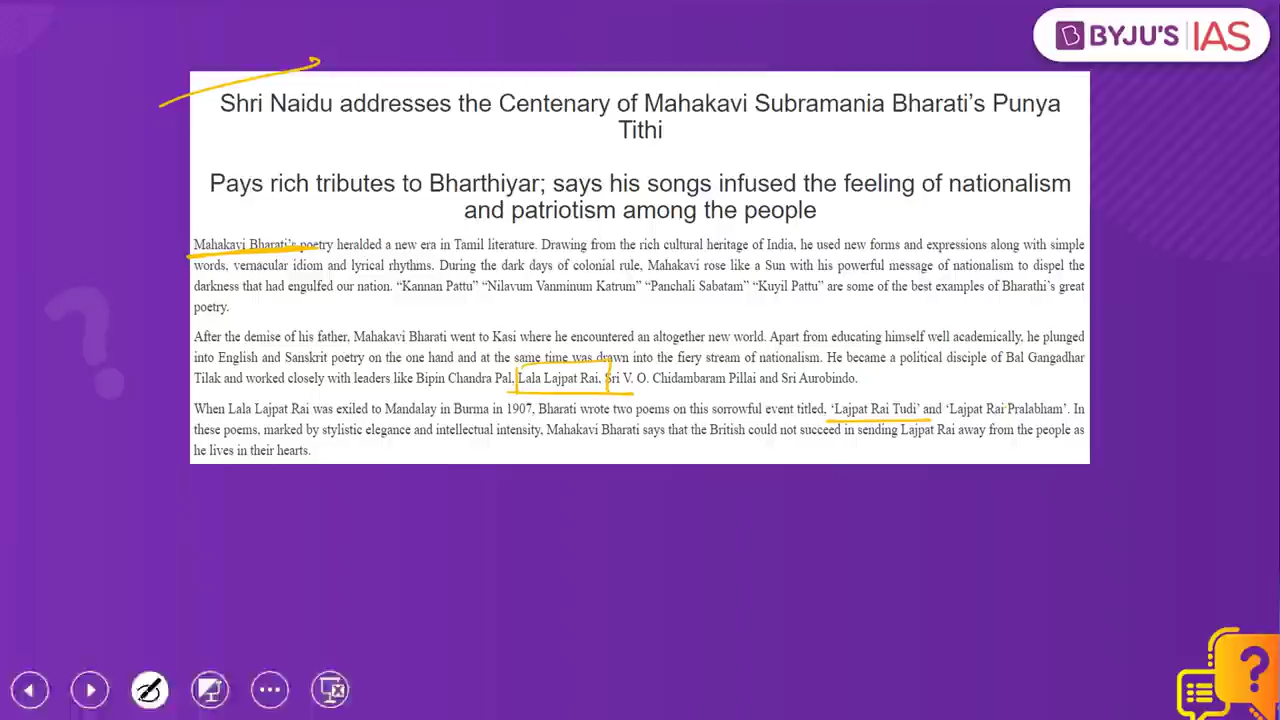 BYJU'S IAS
Shri Naidu addresses the Centenary of Mahakavi Subramania Bharati's Punya
Tithi
Pays rich tributes to Bharthiyar; says his songs infused the feeling of nationalism
and patriotism among the people
Mahakavi Bharati's poetry heralded a new era in Tamil literature. Drawing from the rich cultural heritage of India, he used new forms and expressions along with simple
words, vernacular idiom and lyrical rhythms. During the dark days of colonial rule, Mahakavi rose like a Sun with his powerful message of nationalism to dispel the
darkness that had engulfed our nation. “Kannan Pattu” “Nilavum Vanminum Katrum” “Panchali Sabatam” “Kuyil Pattu” are some of the best examples of Bharathi's great
poetry.
After the demise of his father, Mahakavi Bharati went to Kasi where he encountered an altogether new world. Apart from educating himself well academically, he plunged
into English and Sanskrit poetry on the one hand and at the same time was drawn into the fiery stream of nationalism. He became a political disciple of Bal Gangadhar
Tilak and worked closely with leaders like Bipin Chandra Pal, Lala Lajpat Rai, Sri V. O. Chidambaram Pillai and Sri Aurobindo.
When Lala Lajpat Rai was exiled to Mandalay in Burma in 1907, Bharati wrote two poems on this sorrowful event titled, ‘Lajpat Rai Tudi’ and ‘Lajpat Rai Pralabham’. In
these poems, marked by stylistic elegance and intellectual intensity, Mahakavi Bharati says that the British could not succeed in sending Lajpat Rai away from the people as
he lives in their hearts.